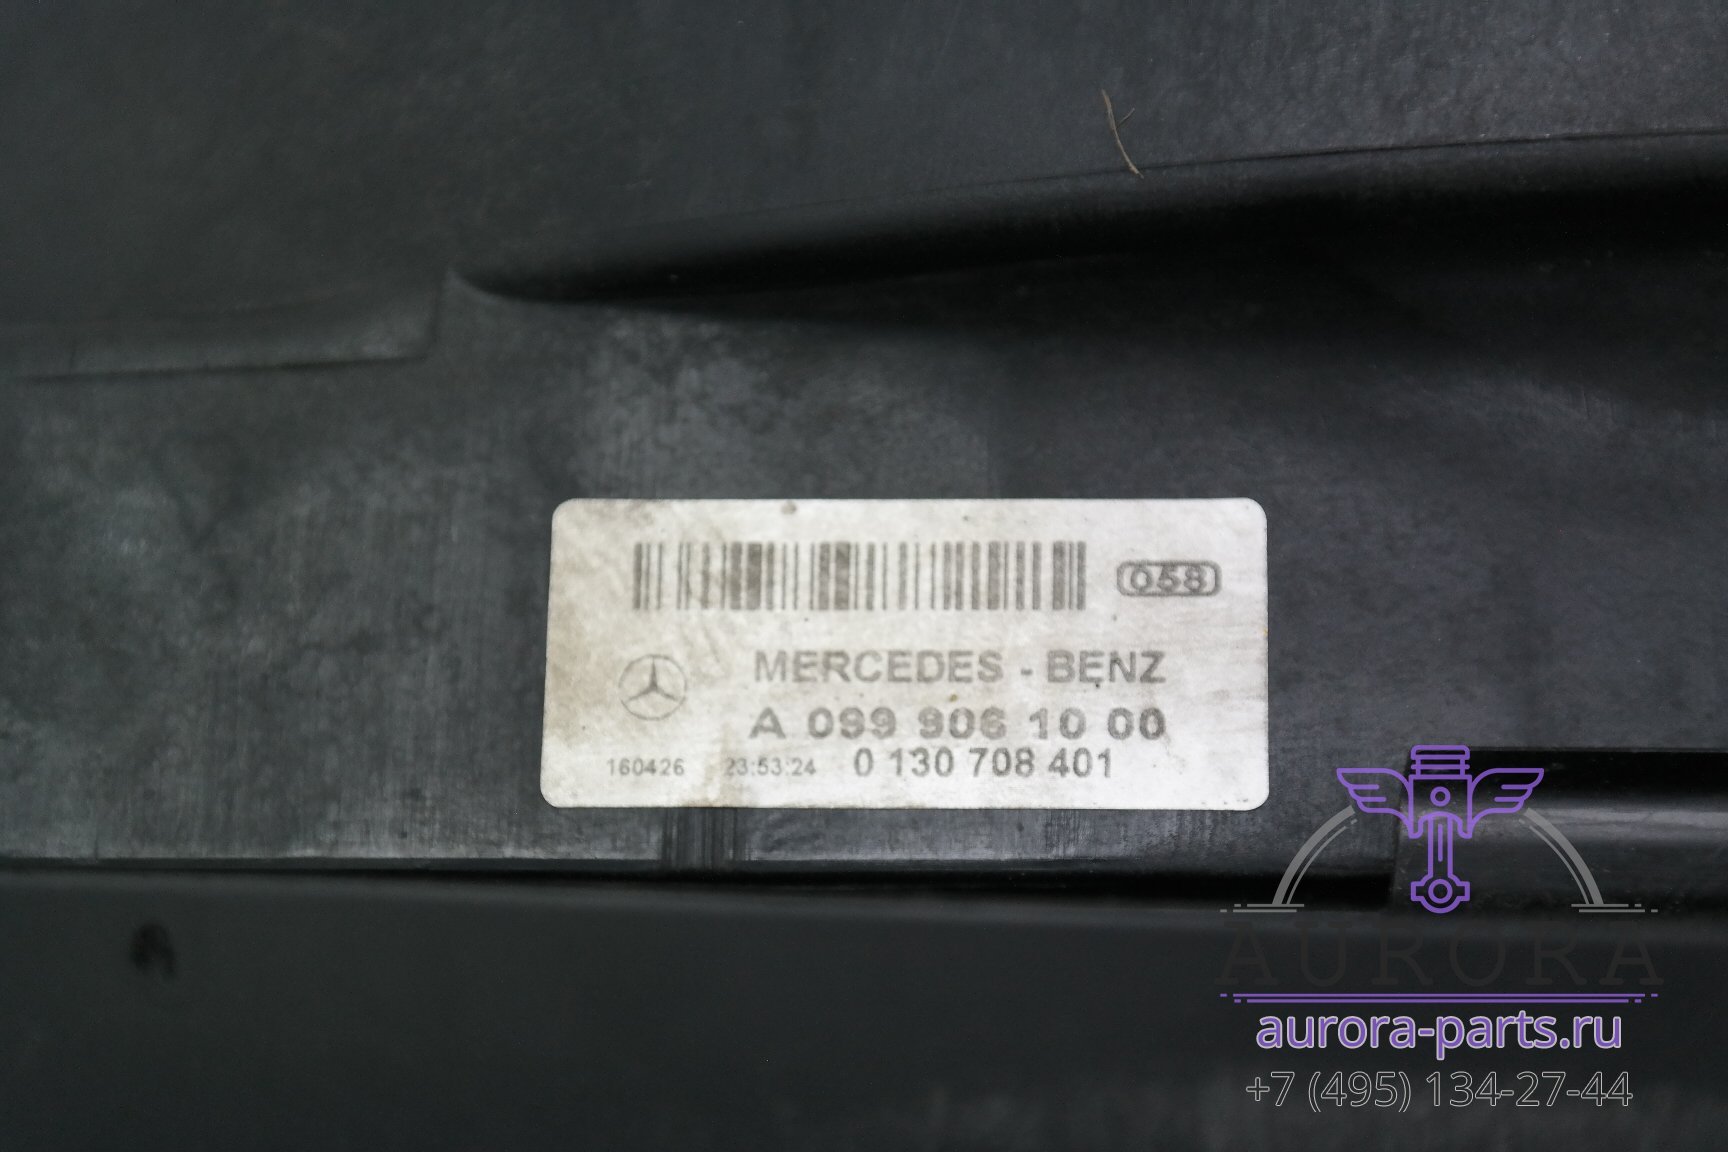 058
MERCEDES - BENZ
A 099 906 10 00
160426 23:53:24 0 130 708 401
AURORA
aurora-parts.ru
+7 (495) 134-27-44